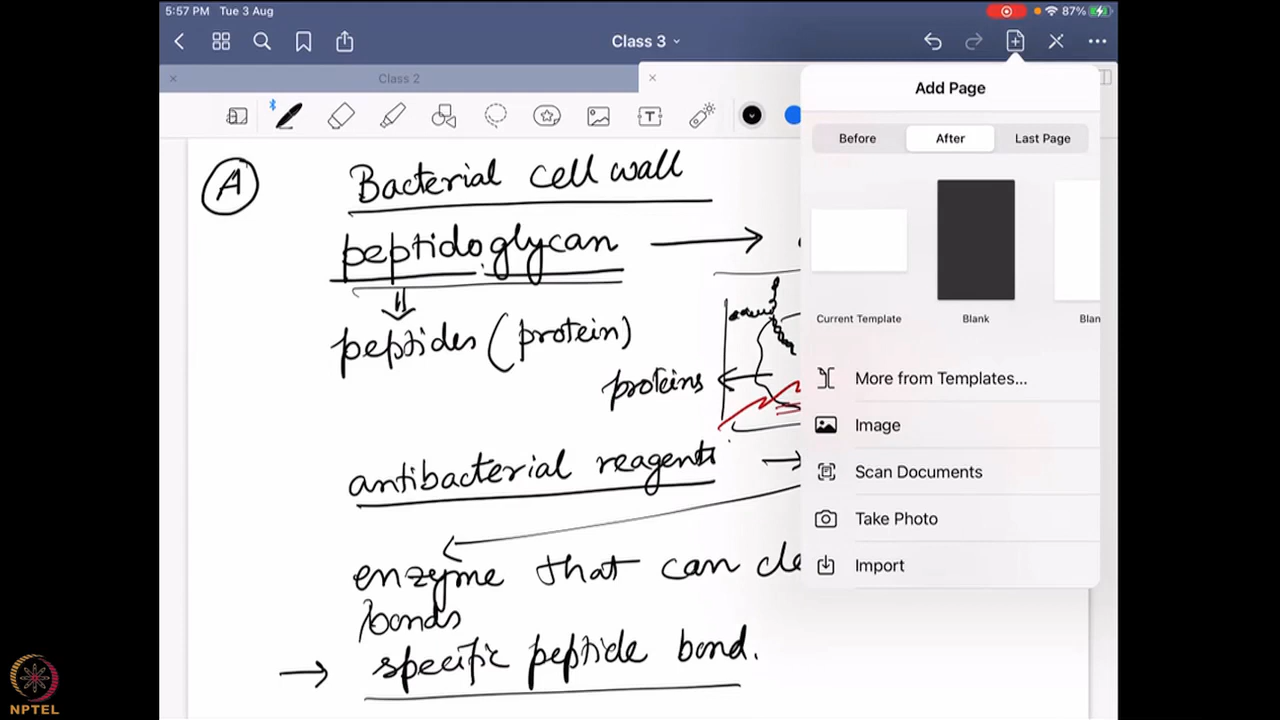 5:57 PM Tue 3 Aug 87%
Class 3
Class 2
Add Page
Before After Last Page
Current Template Blank Blan
More from Templates...
Image
Scan Documents
Take Photo
Import
A Bacterial cell wall
peptidoglycan
peptides (protein)
proteins
antibacterial reagents
enzyme that can cle
bonds
specific peptide bond.
NPTEL